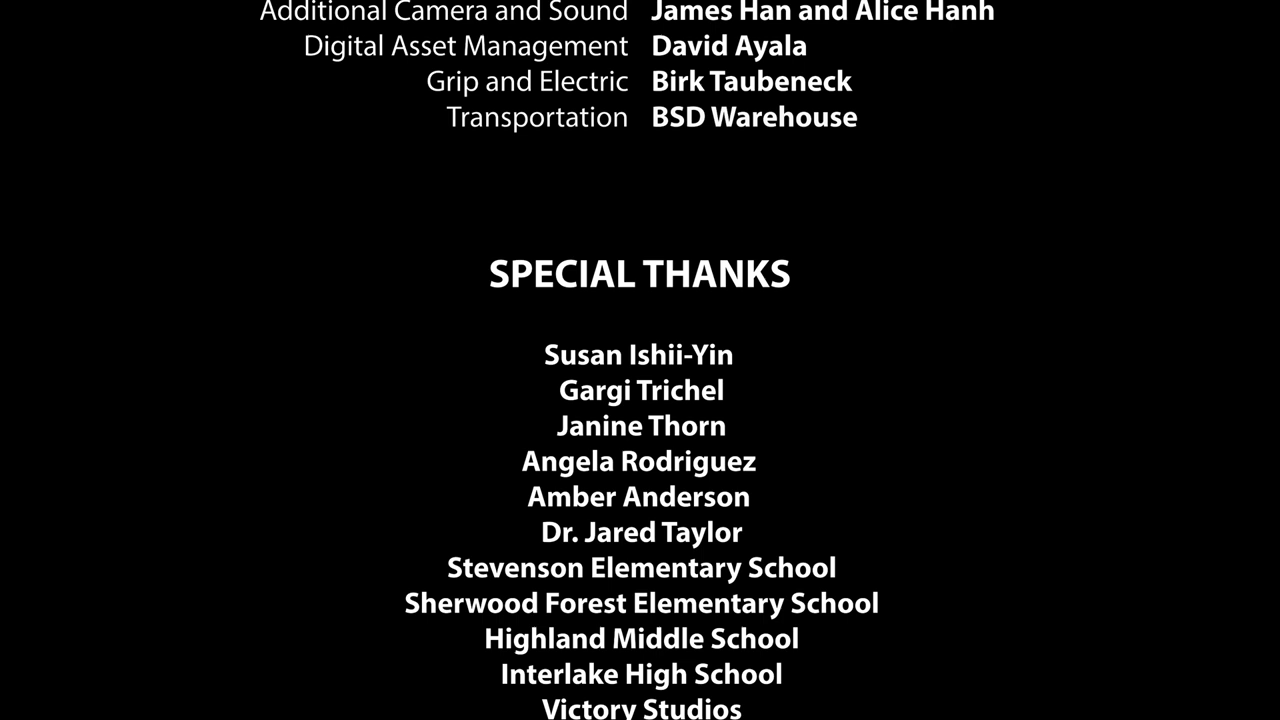 Additional Camera and Sound James Han and Alice Hanh
Digital Asset Management David Ayala
Grip and Electric Birk Taubeneck
Transportation BSD Warehouse
SPECIAL THANKS
Susan Ishii-Yin
Gargi Trichel
Janine Thorn
Angela Rodriguez
Amber Anderson
Dr. Jared Taylor
Stevenson Elementary School
Sherwood Forest Elementary School
Highland Middle School
Interlake High School
Victory Studios